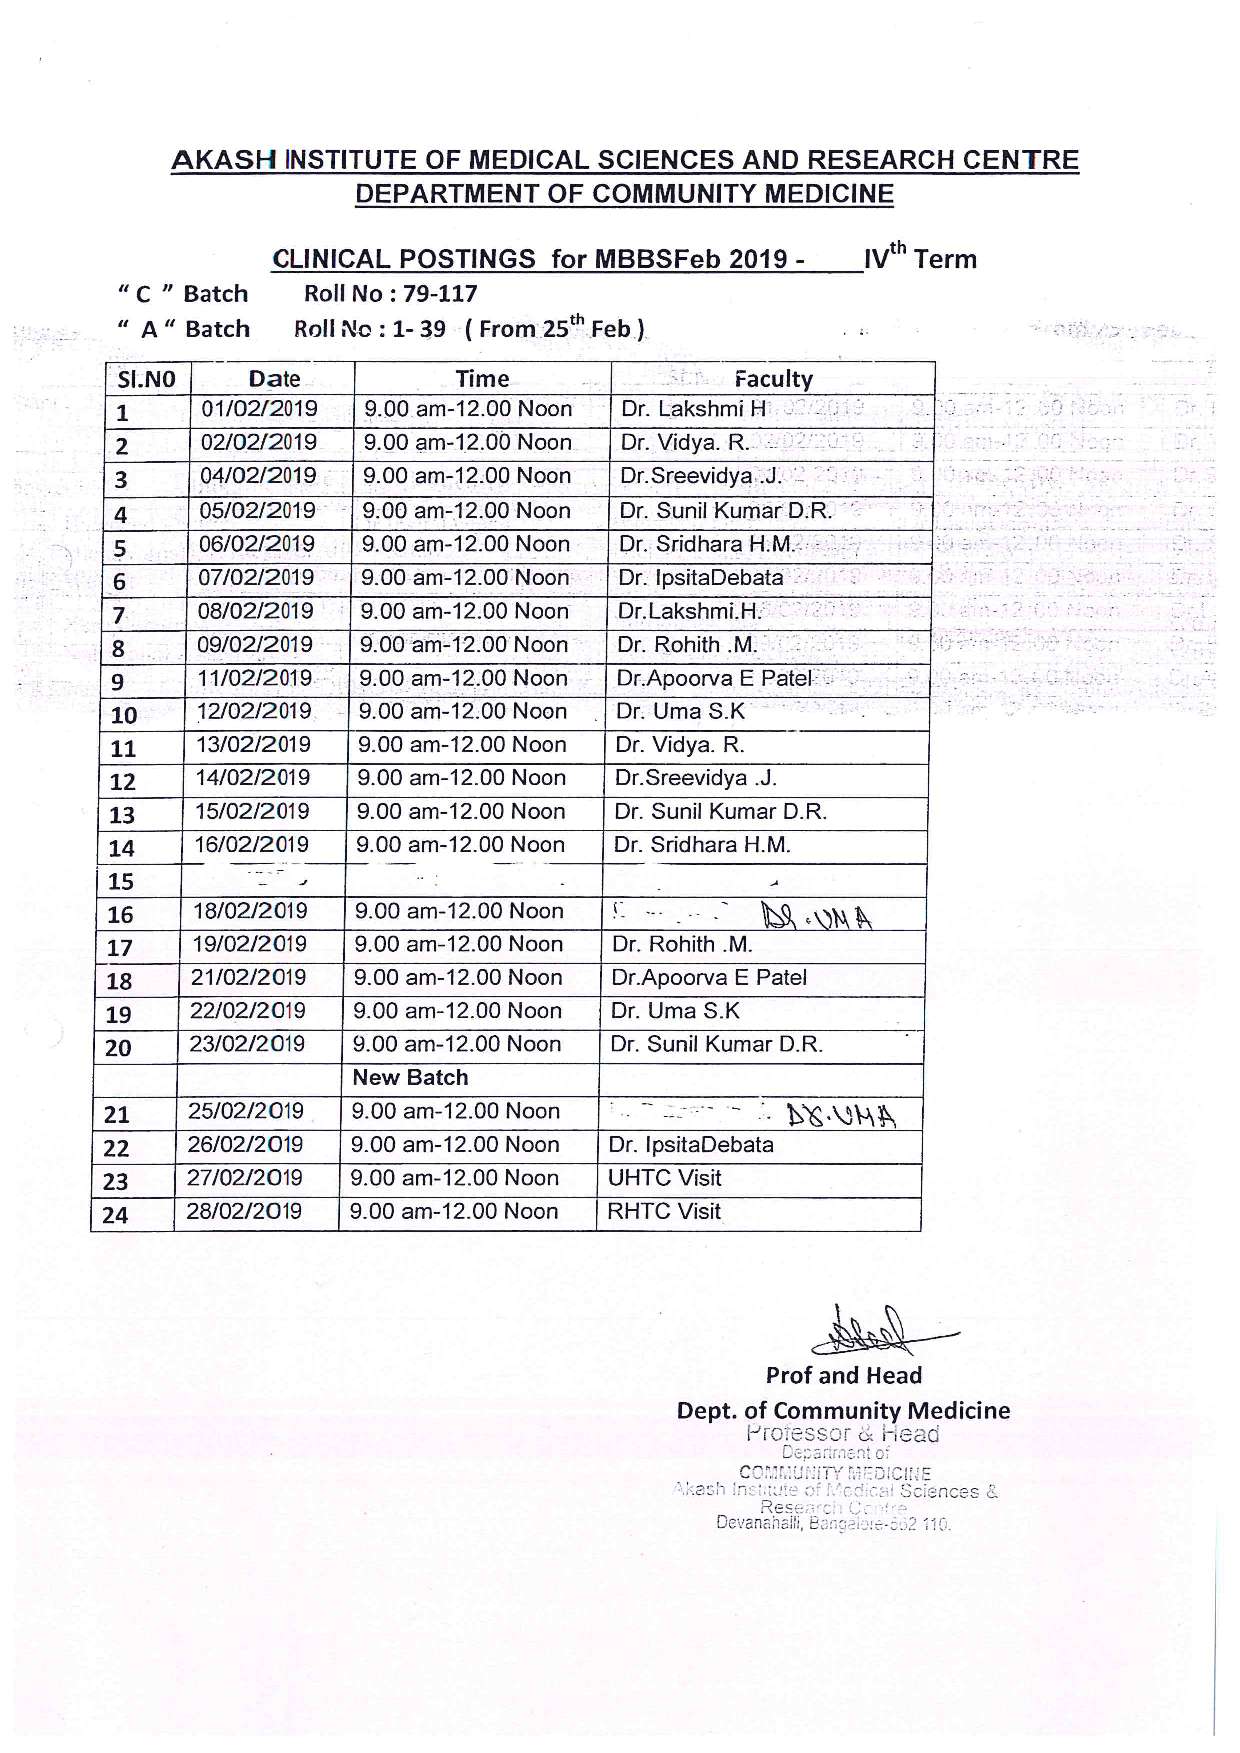 AKASH INSTITUTE OF MEDICAL SCIENCES AND RESEARCH CENTRE
DEPARTMENT OF COMMUNITY MEDICINE
CLINICAL POSTINGS for MBBSFeb 2019 - IVth Term
“ C ” Batch Roll No : 79-117
“ A “ Batch Roll No : 1- 39 ( From 25th Feb )
Sl.N0 Date Time Faculty
1 01/02/2019 9.00 am-12.00 Noon Dr. Lakshmi H
2 02/02/2019 9.00 am-12.00 Noon Dr. Vidya. R.
3 04/02/2019 9.00 am-12.00 Noon Dr.Sreevidya .J.
4 05/02/2019 9.00 am-12.00 Noon Dr. Sunil Kumar D.R.
5 06/02/2019 9.00 am-12.00 Noon Dr. Sridhara H.M.
6 07/02/2019 9.00 am-12.00 Noon Dr. IpsitaDebata
7 08/02/2019 9.00 am-12.00 Noon Dr.Lakshmi.H.
8 09/02/2019 9.00 am-12.00 Noon Dr. Rohith .M.
9 11/02/2019 9.00 am-12.00 Noon Dr.Apoorva E Patel
10 12/02/2019 9.00 am-12.00 Noon Dr. Uma S.K
11 13/02/2019 9.00 am-12.00 Noon Dr. Vidya. R.
12 14/02/2019 9.00 am-12.00 Noon Dr.Sreevidya .J.
13 15/02/2019 9.00 am-12.00 Noon Dr. Sunil Kumar D.R.
14 16/02/2019 9.00 am-12.00 Noon Dr. Sridhara H.M.
15
16 18/02/2019 9.00 am-12.00 Noon DR.UMA
17 19/02/2019 9.00 am-12.00 Noon Dr. Rohith .M.
18 21/02/2019 9.00 am-12.00 Noon Dr.Apoorva E Patel
19 22/02/2019 9.00 am-12.00 Noon Dr. Uma S.K
20 23/02/2019 9.00 am-12.00 Noon Dr. Sunil Kumar D.R.
New Batch
21 25/02/2019 9.00 am-12.00 Noon DR.UMA
22 26/02/2019 9.00 am-12.00 Noon Dr. IpsitaDebata
23 27/02/2019 9.00 am-12.00 Noon UHTC Visit
24 28/02/2019 9.00 am-12.00 Noon RHTC Visit
Prof and Head
Dept. of Community Medicine
Professor & Head
Department of
COMMUNITY MEDICINE
Akash Institute of Medical Sciences &
Research Centre
Devanahalli, Bangalore-562 110.